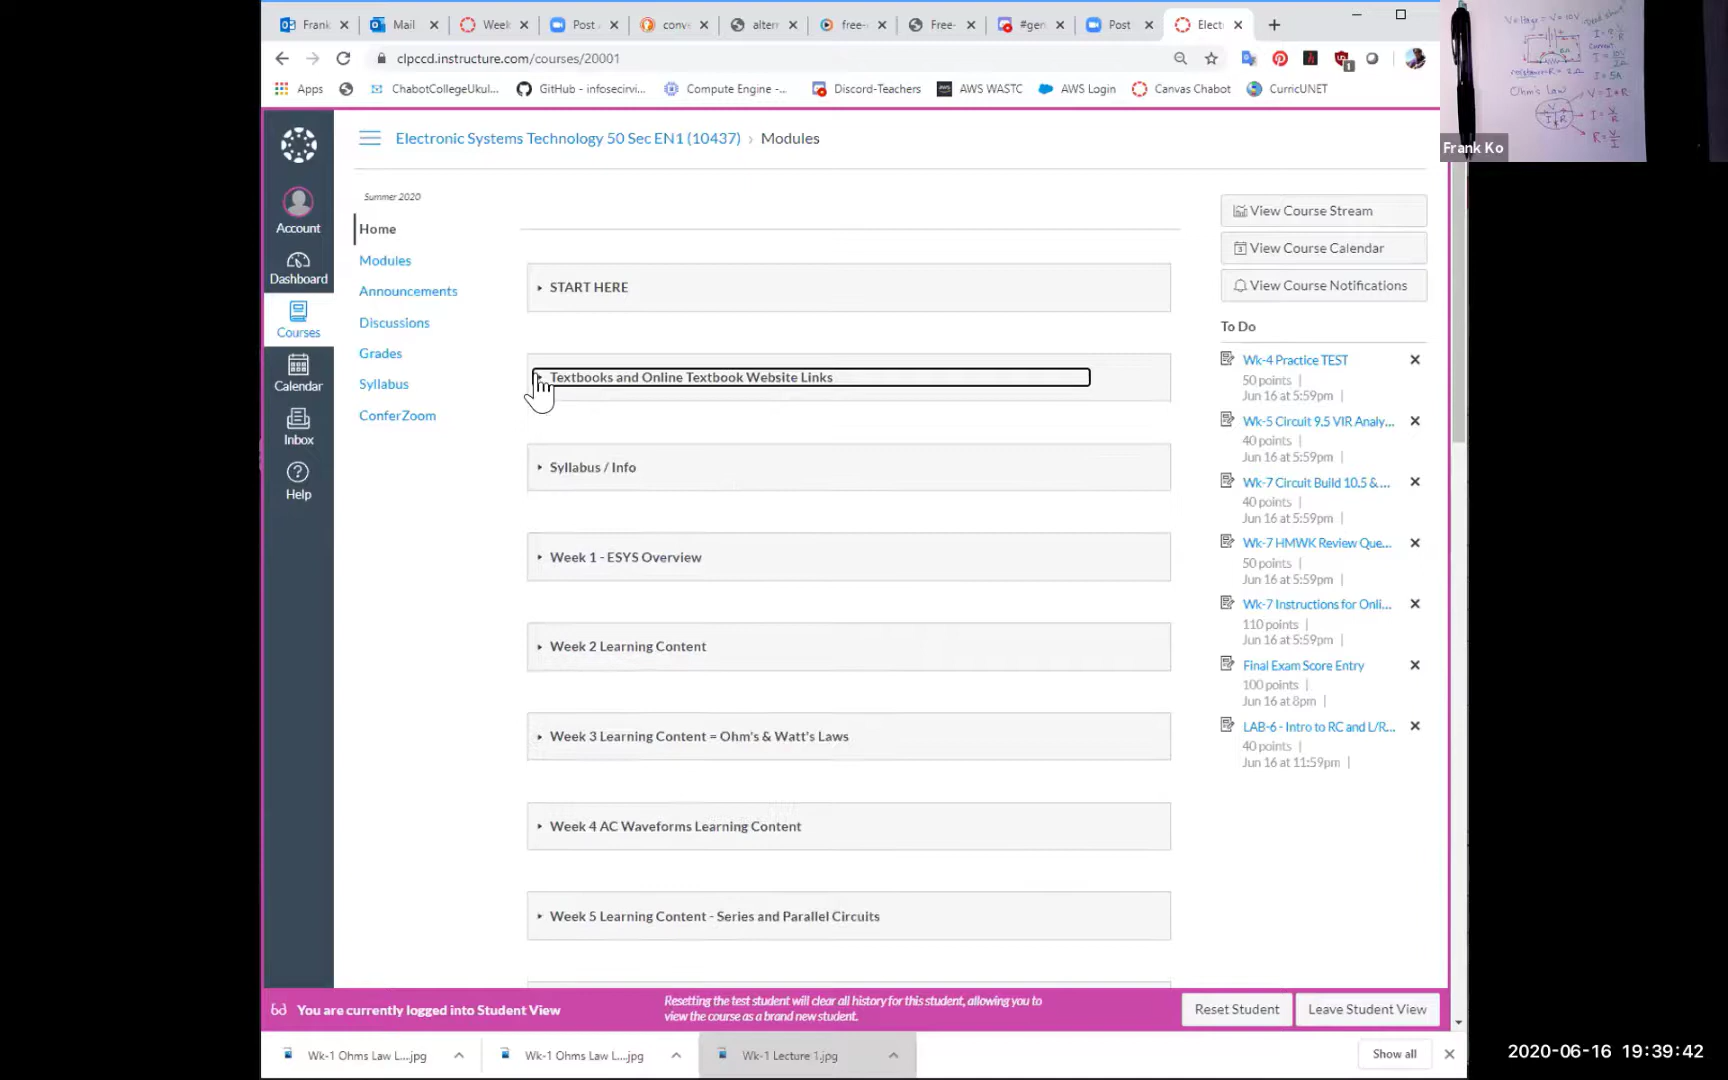 Frank
Mail
Week
Post
conv
alter
free-
Free-
#gen
Post
Elect
clpccd.instructure.com/courses/20001
1
Apps
ChabotCollegeUkul...
GitHub - infosecirvi...
Compute Engine -...
Discord-Teachers
AWS WASTC
AWS Login
Canvas Chabot
CurricUNET
Voltage = V = 10V
I = 10V
2Ω
I = 5A
Ohm's Law
V
I R
V = I * R
I = V
R
R = V
I
Frank Ko
Electronic Systems Technology 50 Sec EN1 (10437) › Modules
Summer 2020
Account
Dashboard
Courses
Calendar
Inbox
Help
Home
Modules
Announcements
Discussions
Grades
Syllabus
ConferZoom
START HERE
Textbooks and Online Textbook Website Links
Syllabus / Info
Week 1 - ESYS Overview
Week 2 Learning Content
Week 3 Learning Content = Ohm's & Watt's Laws
Week 4 AC Waveforms Learning Content
Week 5 Learning Content - Series and Parallel Circuits
View Course Stream
View Course Calendar
View Course Notifications
To Do
Wk-4 Practice TEST
50 points |
Jun 16 at 5:59pm |
Wk-5 Circuit 9.5 VIR Analy...
40 points |
Jun 16 at 5:59pm |
Wk-7 Circuit Build 10.5 & ...
40 points |
Jun 16 at 5:59pm |
Wk-7 HMWK Review Que...
50 points |
Jun 16 at 5:59pm |
Wk-7 Instructions for Onli...
110 points |
Jun 16 at 5:59pm |
Final Exam Score Entry
100 points |
Jun 16 at 8pm |
LAB-6 - Intro to RC and L/R...
40 points |
Jun 16 at 11:59pm |
You are currently logged into Student View
Resetting the test student will clear all history for this student, allowing you to
view the course as a brand new student.
Reset Student
Leave Student View
Wk-1 Ohms Law L....jpg
Wk-1 Ohms Law L....jpg
Wk-1 Lecture 1.jpg
Show all
2020-06-16 19:39:42